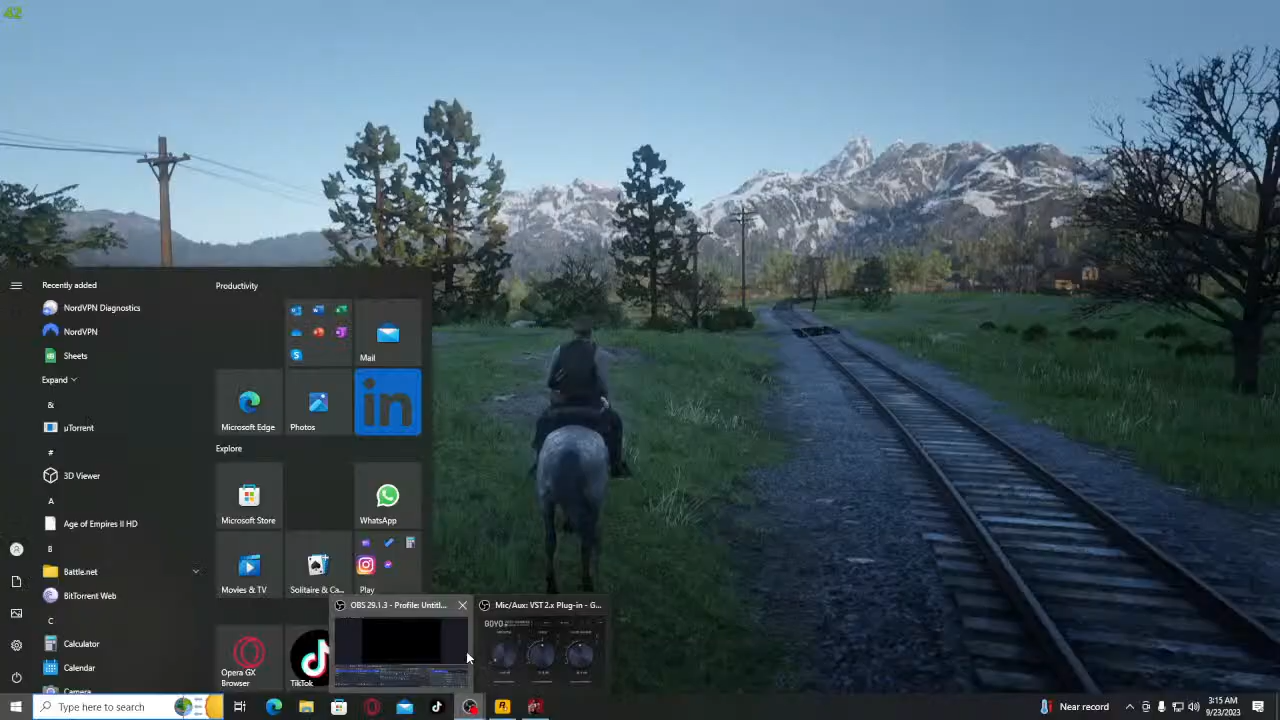 42
Recently added
NordVPN Diagnostics
NordVPN
Sheets
Expand
&
µTorrent
#
3D Viewer
A
Age of Empires II HD
B
Battle.net
BitTorrent Web
C
Calculator
Calendar
Camera
Productivity
Mail
Microsoft Edge
Photos
in
Explore
Microsoft Store
WhatsApp
Movies & TV
Solitaire & Ca...
Play
Opera GX
Browser
TikTok
OBS 29.1.3 - Profile: Untitl...
Mic/Aux: VST 2.x Plug-in - G...
GOYO
Type here to search
Near record
3:15 AM
9/23/2023